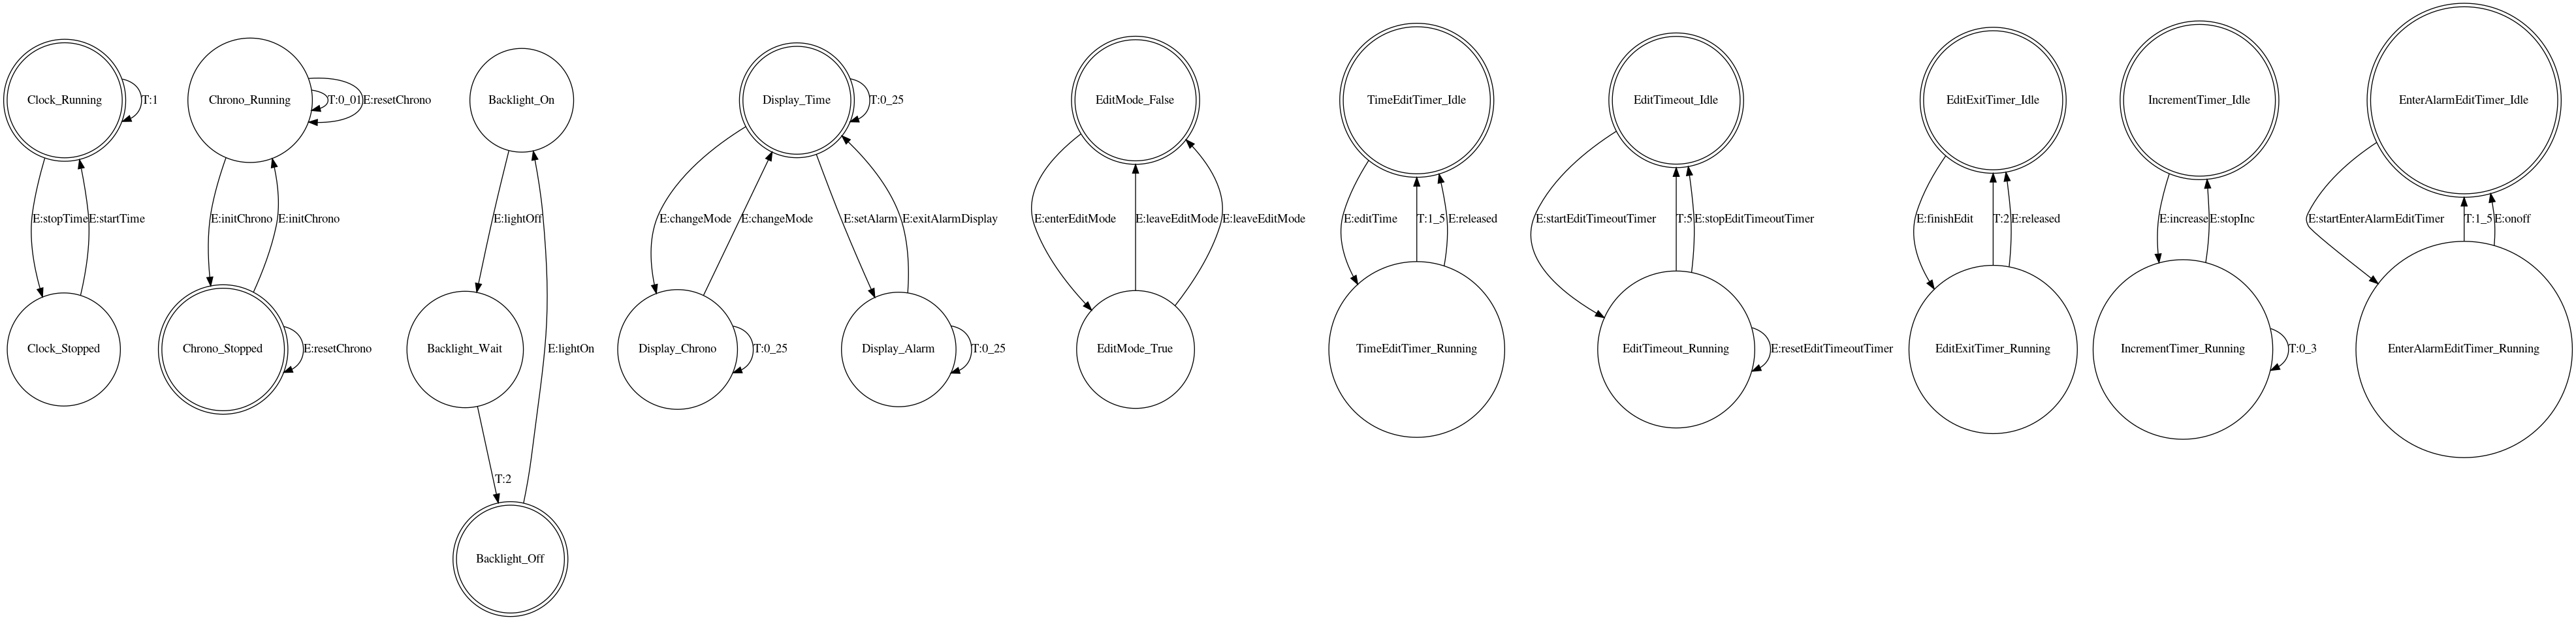 Clock_Running
T:1
E:stopTime
E:startTime
Clock_Stopped
Chrono_Running
T:0_01
E:resetChrono
E:initChrono
E:initChrono
Chrono_Stopped
E:resetChrono
Backlight_On
E:lightOff
Backlight_Wait
E:lightOn
T:2
Backlight_Off
Display_Time
T:0_25
E:changeMode
E:changeMode
E:setAlarm
E:exitAlarmDisplay
Display_Chrono
T:0_25
Display_Alarm
T:0_25
EditMode_False
E:enterEditMode
E:leaveEditMode
E:leaveEditMode
EditMode_True
TimeEditTimer_Idle
E:editTime
T:1_5
E:released
TimeEditTimer_Running
EditTimeout_Idle
E:startEditTimeoutTimer
T:5
E:stopEditTimeoutTimer
EditTimeout_Running
E:resetEditTimeoutTimer
EditExitTimer_Idle
E:finishEdit
T:2
E:released
EditExitTimer_Running
IncrementTimer_Idle
E:increase
E:stopInc
IncrementTimer_Running
T:0_3
EnterAlarmEditTimer_Idle
E:startEnterAlarmEditTimer
T:1_5
E:onoff
EnterAlarmEditTimer_Running